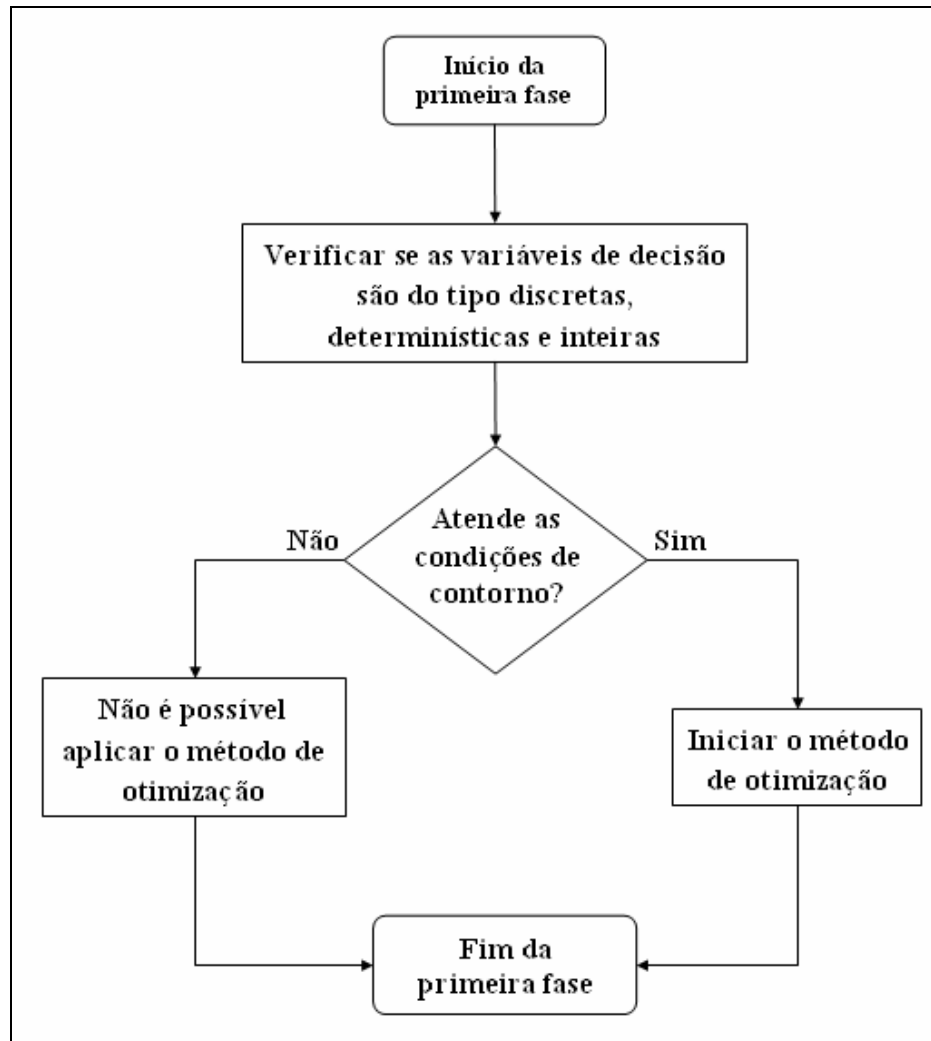 Início da
primeira fase
Verificar se as variáveis de decisão
são do tipo discretas,
determinísticas e inteiras
Não
Atende as
condições de
contorno?
Sim
Não é possível
aplicar o método de
otimização
Iniciar o método
de otimização
Fim da
primeira fase